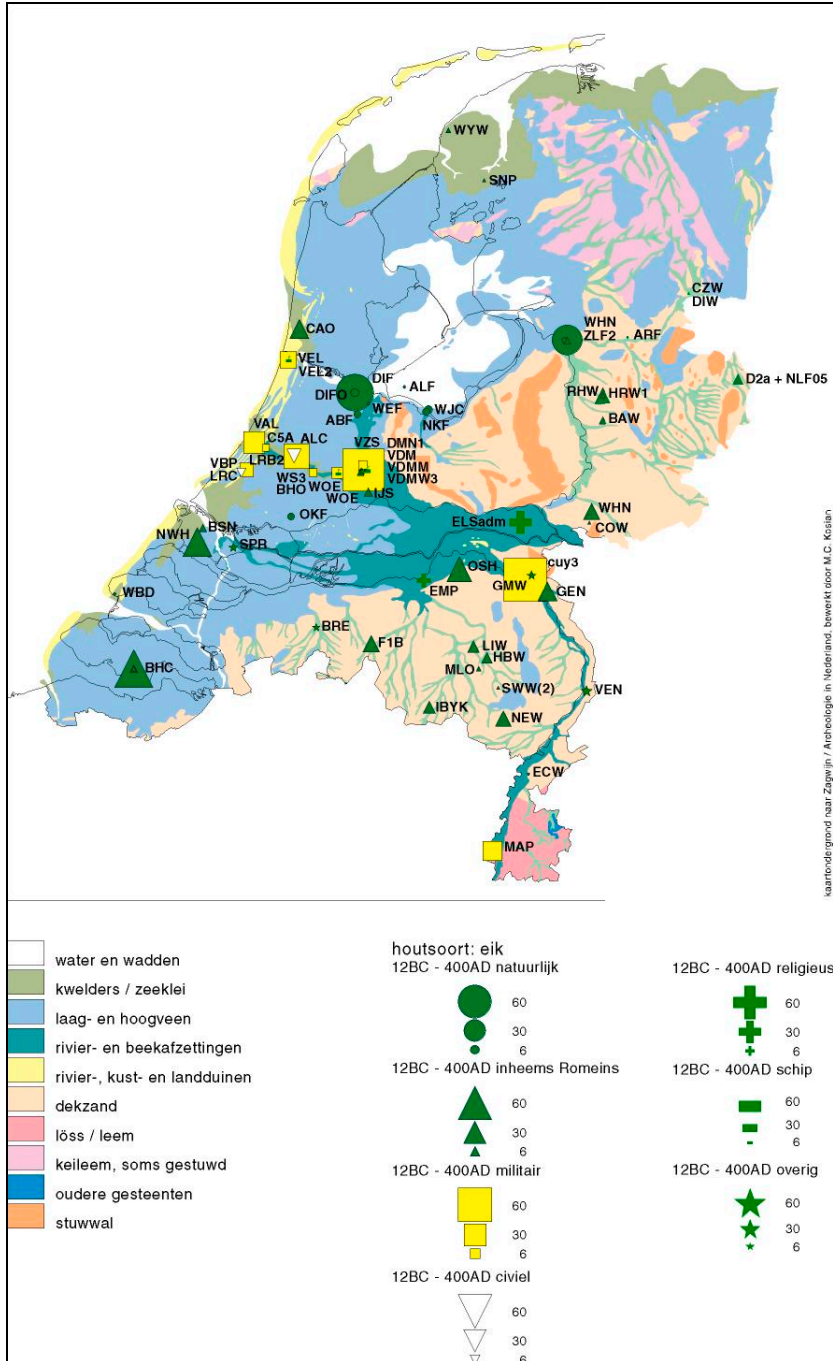 WYW
SNP
CZW
DIW
CAO
WHN
ZLF2
ARF
VEL
VEL2
DIF
DIFO
ALF
D2a + NLF05
RHW
HRW1
WEF
WJC
ABF
NKF
BAW
VAL
C5A
ALC
VZS
DMN1
VDM
VBP
LRB2
VDMM
LRC
WS3
WOE
VDMW3
BHO
WOE
IJS
WHN
BSN
OKF
ELSadm
COW
NWH
SPR
cuy3
OSH
GMW
WBD
EMP
GEN
BRE
F1B
LIW
HBW
BHC
MLO
SWW(2)
VEN
IBYK
NEW
ECW
MAP
kaartondergrond naar Zagwijn / Archeologie in Nederland, bewerkt door M.C. Kosian
water en wadden
kwelders / zeeklei
laag- en hoogveen
rivier- en beekafzettingen
rivier-, kust- en landduinen
dekzand
löss / leem
keileem, soms gestuwd
oudere gesteenten
stuwwal
houtsoort: eik
12BC - 400AD natuurlijk
60
30
6
12BC - 400AD inheems Romeins
60
30
6
12BC - 400AD militair
60
30
6
12BC - 400AD civiel
60
30
6
12BC - 400AD religieus
60
30
6
12BC - 400AD schip
60
30
6
12BC - 400AD overig
60
30
6